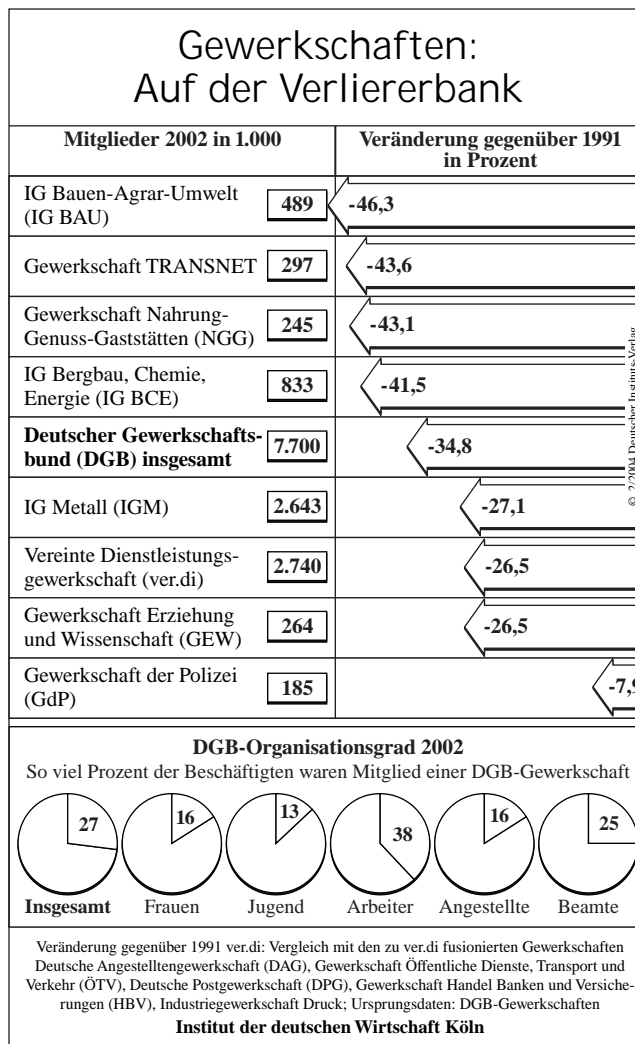 Gewerkschaften:
Auf der Verliererbank
Mitglieder 2002 in 1.000
Veränderung gegenüber 1991
in Prozent
IG Bauen-Agrar-Umwelt
(IG BAU)
489
-46,3
Gewerkschaft TRANSNET
297
-43,6
Gewerkschaft Nahrung-
Genuss-Gaststätten (NGG)
245
-43,1
IG Bergbau, Chemie,
Energie (IG BCE)
833
-41,5
Deutscher Gewerkschafts-
bund (DGB) insgesamt
7.700
-34,8
IG Metall (IGM)
2.643
-27,1
Vereinte Dienstleistungs-
gewerkschaft (ver.di)
2.740
-26,5
Gewerkschaft Erziehung
und Wissenschaft (GEW)
264
-26,5
Gewerkschaft der Polizei
(GdP)
185
-7,9
© 2/2004 Deutscher Instituts-Verlag
DGB-Organisationsgrad 2002
So viel Prozent der Beschäftigten waren Mitglied einer DGB-Gewerkschaft
27
16
13
38
16
25
Insgesamt
Frauen
Jugend
Arbeiter
Angestellte
Beamte
Veränderung gegenüber 1991 ver.di: Vergleich mit den zu ver.di fusionierten Gewerkschaften
Deutsche Angestelltengewerkschaft (DAG), Gewerkschaft Öffentliche Dienste, Transport und
Verkehr (ÖTV), Deutsche Postgewerkschaft (DPG), Gewerkschaft Handel Banken und Versiche-
rungen (HBV), Industriegewerkschaft Druck; Ursprungsdaten: DGB-Gewerkschaften
Institut der deutschen Wirtschaft Köln